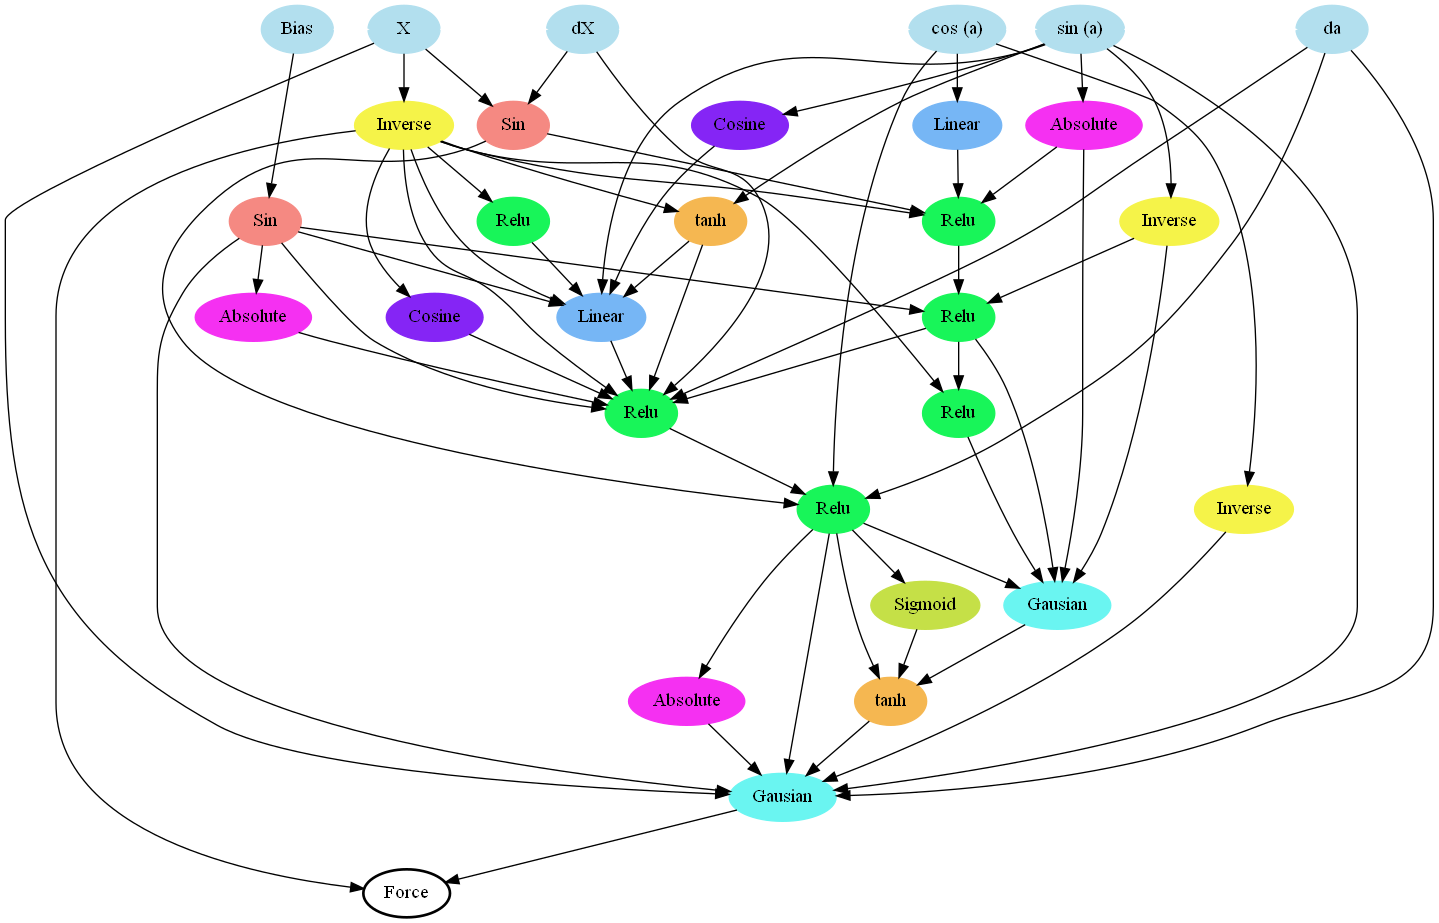 Bias
X
dX
cos (a)
sin (a)
da
Inverse
Sin
Cosine
Linear
Absolute
Sin
Relu
tanh
Relu
Inverse
Absolute
Cosine
Linear
Relu
Relu
Relu
Relu
Inverse
Sigmoid
Gausian
Absolute
tanh
Gausian
Force